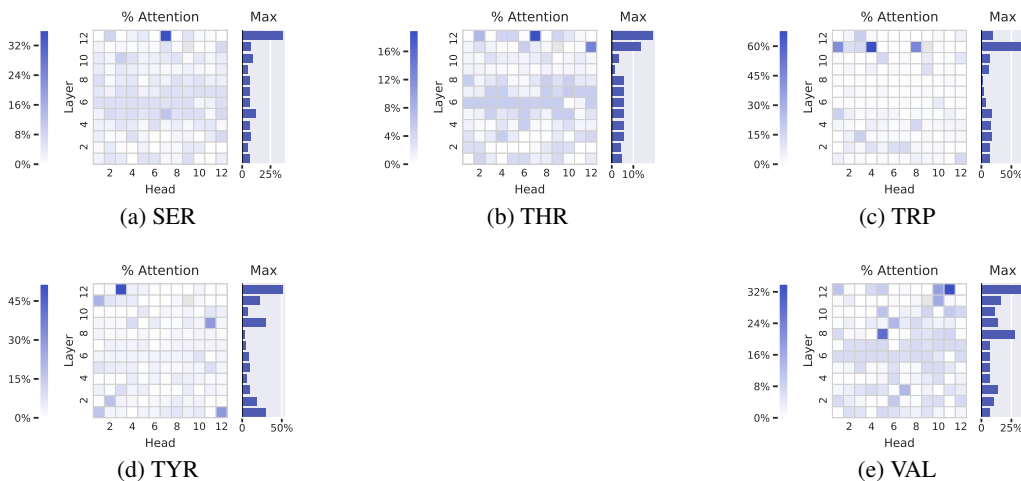 % Attention
Max
32%
24%
16%
8%
0%
Layer
12
10
8
6
4
2
2 4 6 8 10 12
Head
0 25%
(a) SER
% Attention
Max
16%
12%
8%
4%
0%
Layer
12
10
8
6
4
2
2 4 6 8 10 12
Head
0 10%
(b) THR
% Attention
Max
60%
45%
30%
15%
0%
Layer
12
10
8
6
4
2
2 4 6 8 10 12
Head
0 50%
(c) TRP
% Attention
Max
45%
30%
15%
0%
Layer
12
10
8
6
4
2
2 4 6 8 10 12
Head
0 50%
(d) TYR
% Attention
Max
32%
24%
16%
8%
0%
Layer
12
10
8
6
4
2
2 4 6 8 10 12
Head
0 25%
(e) VAL